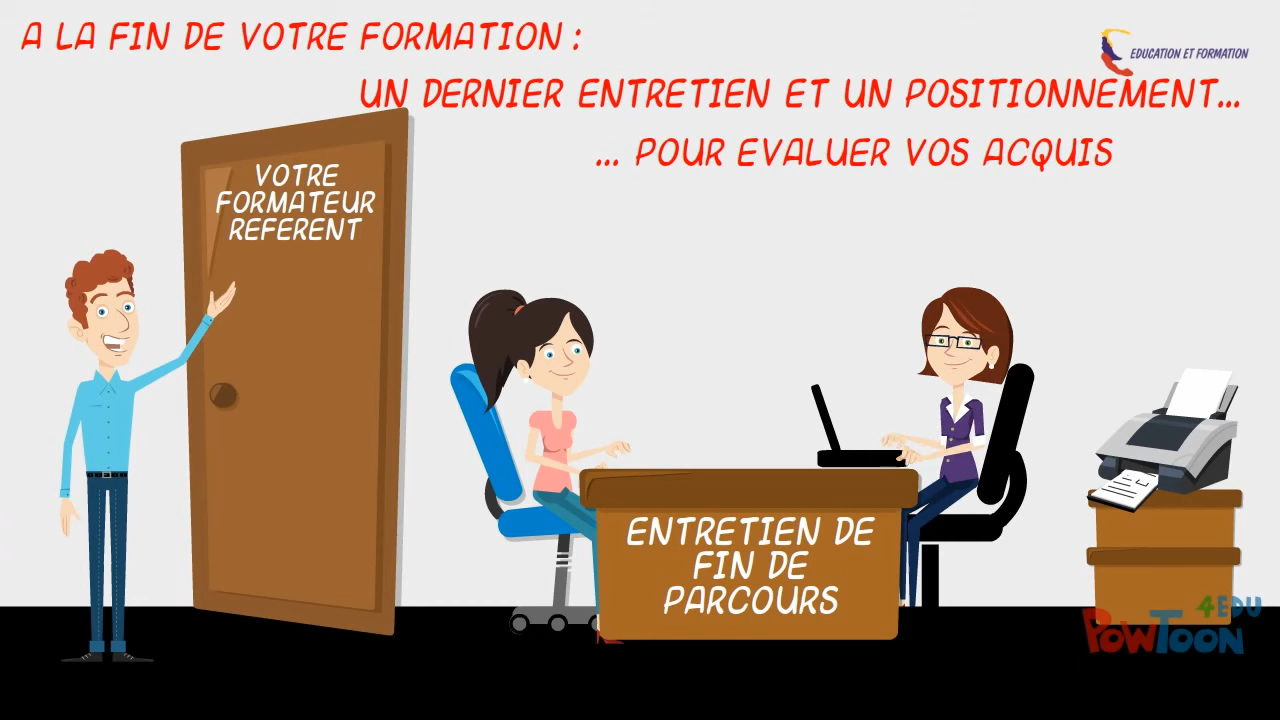 A LA FIN DE VOTRE FORMATION :
EDUCATION ET FORMATION
UN DERNIER ENTRETIEN ET UN POSITIONNEMENT...
... POUR EVALUER VOS ACQUIS
VOTRE
FORMATEUR
REFERENT
ENTRETIEN DE
FIN DE
PARCOURS
4EDU
POWTOON